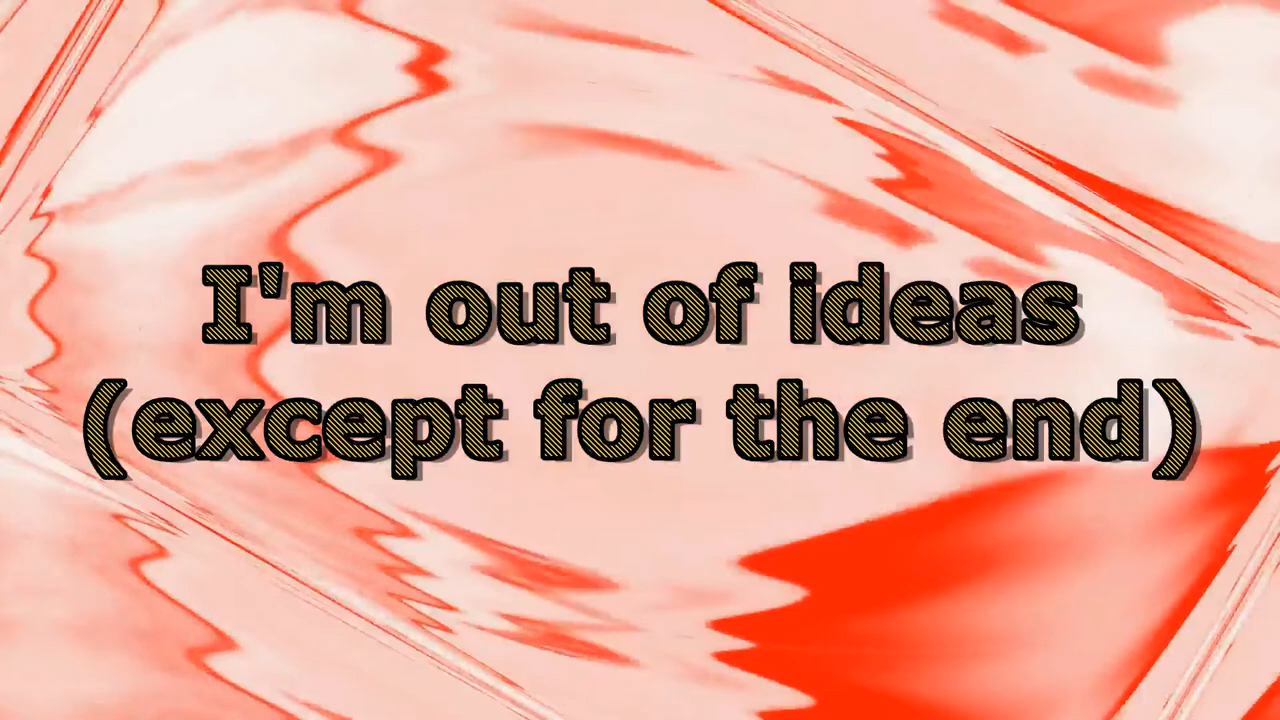 I'm out of ideas
(except for the end)